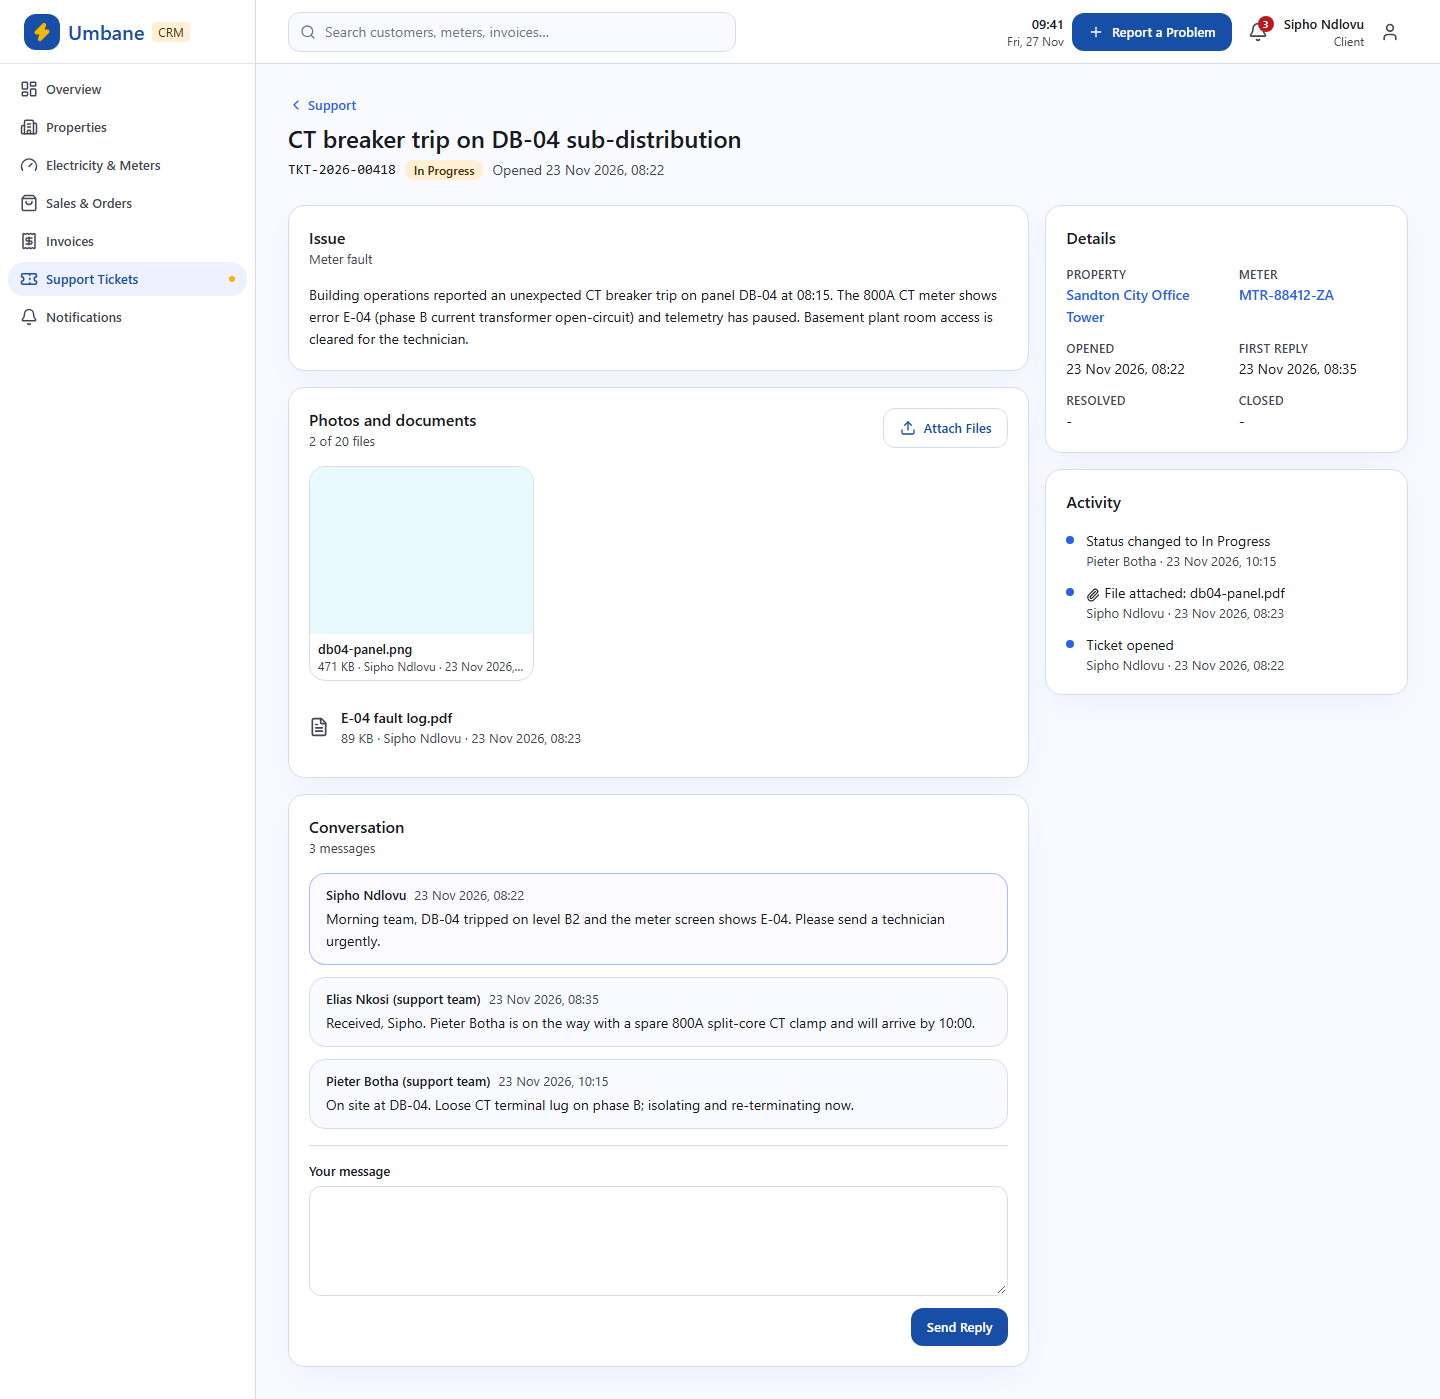 Umbane CRM
Search customers, meters, invoices...
09:41
Fri, 27 Nov
Report a Problem
3
Sipho Ndlovu
Client
Overview
Properties
Electricity & Meters
Sales & Orders
Invoices
Support Tickets
Notifications
Support
CT breaker trip on DB-04 sub-distribution
TKT-2026-00418 In Progress Opened 23 Nov 2026, 08:22
Issue
Meter fault
Building operations reported an unexpected CT breaker trip on panel DB-04 at 08:15. The 800A CT meter shows
error E-04 (phase B current transformer open-circuit) and telemetry has paused. Basement plant room access is
cleared for the technician.
Photos and documents
2 of 20 files
Attach Files
db04-panel.png
471 KB · Sipho Ndlovu · 23 Nov 2026,...
E-04 fault log.pdf
89 KB · Sipho Ndlovu · 23 Nov 2026, 08:23
Conversation
3 messages
Sipho Ndlovu 23 Nov 2026, 08:22
Morning team, DB-04 tripped on level B2 and the meter screen shows E-04. Please send a technician
urgently.
Elias Nkosi (support team) 23 Nov 2026, 08:35
Received, Sipho. Pieter Botha is on the way with a spare 800A split-core CT clamp and will arrive by 10:00.
Pieter Botha (support team) 23 Nov 2026, 10:15
On site at DB-04. Loose CT terminal lug on phase B; isolating and re-terminating now.
Your message
Send Reply
Details
PROPERTY
Sandton City Office
Tower
METER
MTR-88412-ZA
OPENED
23 Nov 2026, 08:22
FIRST REPLY
23 Nov 2026, 08:35
RESOLVED
-
CLOSED
-
Activity
Status changed to In Progress
Pieter Botha · 23 Nov 2026, 10:15
File attached: db04-panel.pdf
Sipho Ndlovu · 23 Nov 2026, 08:23
Ticket opened
Sipho Ndlovu · 23 Nov 2026, 08:22